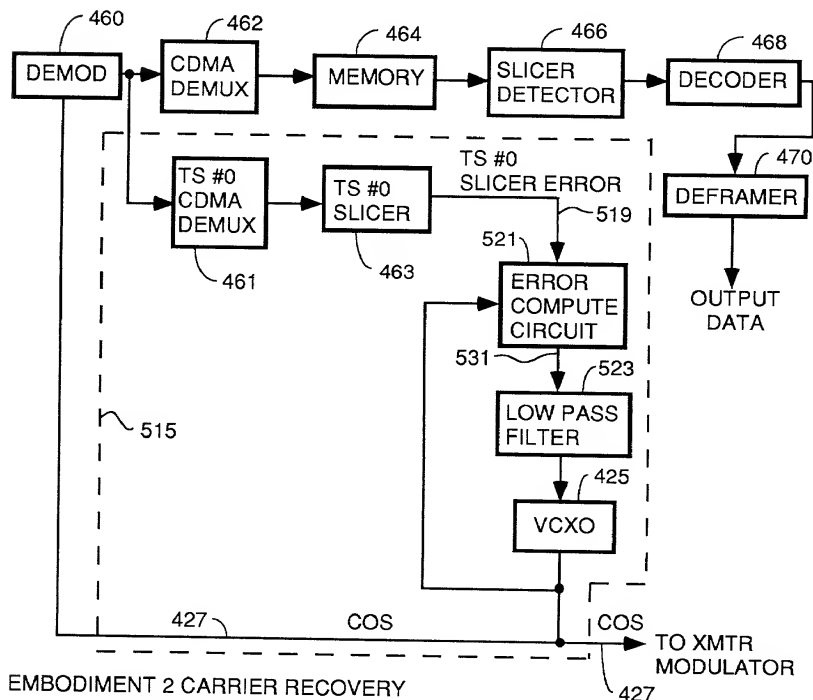 460
462
464
466
468
DEMOD
CDMA
DEMUX
MEMORY
SLICER
DETECTOR
DECODER
TS #0
CDMA
DEMUX
461
TS #0
SLICER
463
TS #0
SLICER ERROR
519
470
DEFRAMER
OUTPUT
DATA
521
ERROR
COMPUTE
CIRCUIT
531
523
LOW PASS
FILTER
515
425
VCXO
427
COS
COS
TO XMTR
MODULATOR
427
EMBODIMENT 2 CARRIER RECOVERY